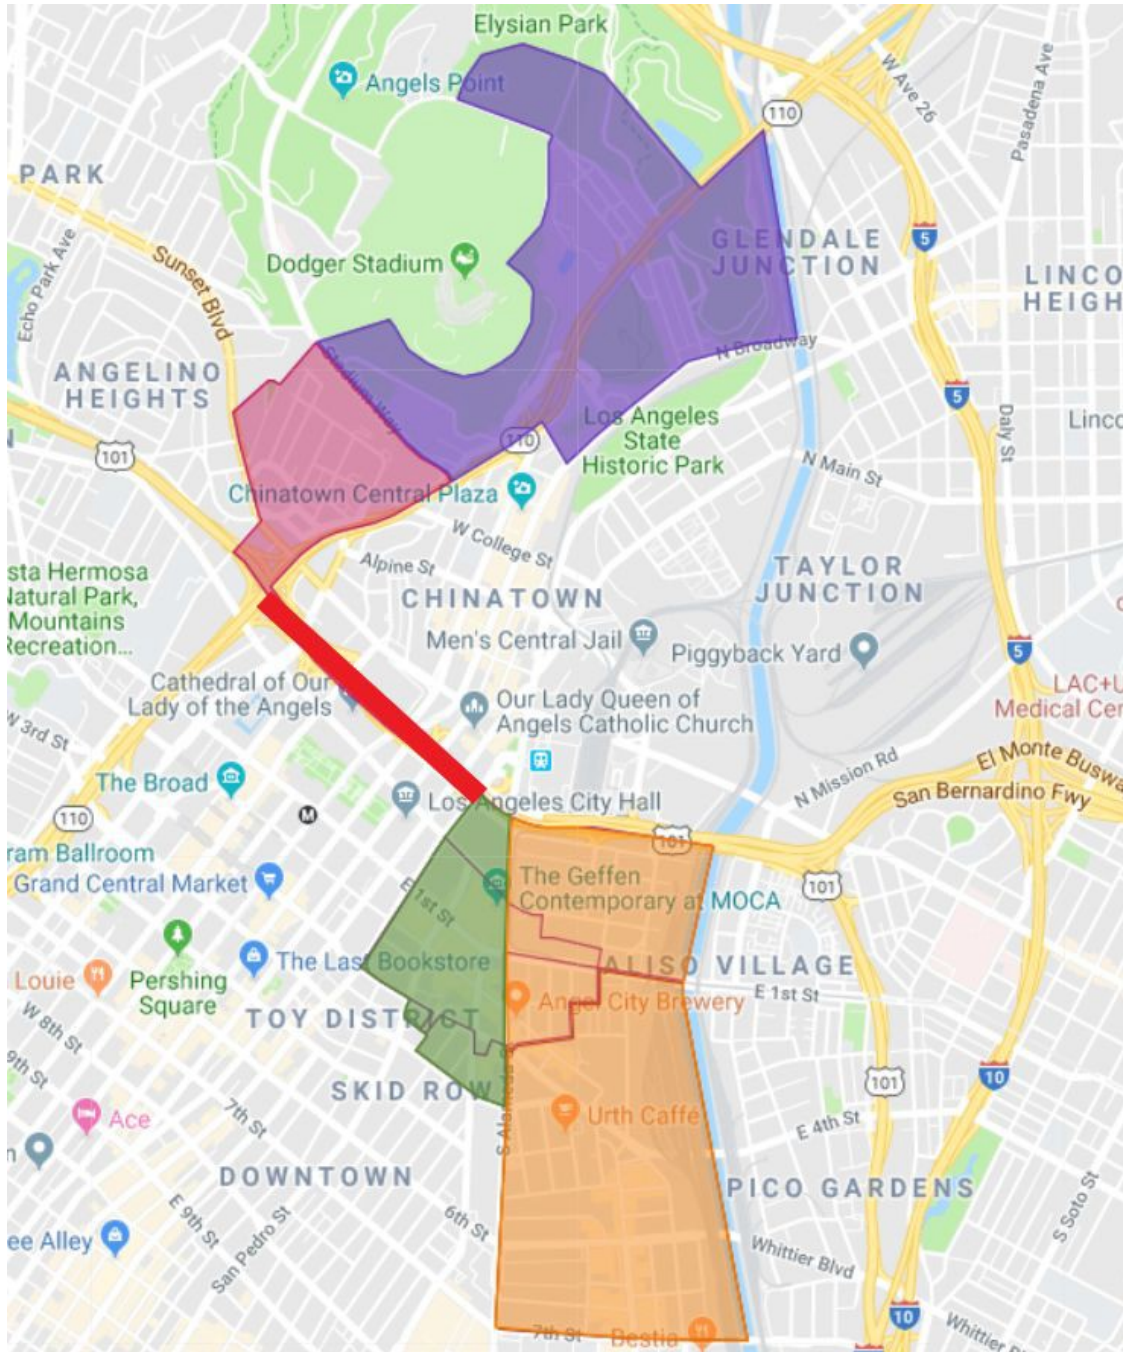 Elysian Park
Angels Point
110
W Ave 26
Pasadena Ave
PARK
Echo Park Ave
Sunset Blvd
Dodger Stadium
GLENDALE
JUNCTION
5
LINCO
HEIGH
N Broadway
ANGELINO
HEIGHTS
Stadium Way
5
Daly St
Linco
Los Angeles
State
Historic Park
110
101
N Main St
Chinatown Central Plaza
W College St
Alpine St
sta Hermosa
Natural Park,
Mountains
Recreation...
CHINATOWN
TAYLOR
JUNCTION
Men's Central Jail
Piggyback Yard
5
Cathedral of Our
Lady of the Angels
Our Lady Queen of
Angels Catholic Church
LAC+U
Medical Cer
W 3rd St
The Broad
N Mission Rd
El Monte Buswa
San Bernardino Fwy
M
Los Angeles City Hall
110
101
ram Ballroom
Grand Central Market
E 1st St
The Geffen
Contemporary at MOCA
101
The Last Bookstore
ALISO VILLAGE
Louie
Pershing
Square
Angel City Brewery
E 1st St
W 8th St
TOY DISTRICT
9th St
SKID ROW
101
10
Ace
7th St
S Alameda St
Urth Caffé
E 4th St
DOWNTOWN
PICO GARDENS
E 9th St
San Pedro St
6th St
S Soto St
ee Alley
Whittier Blvd
10
7th St
Bestia
Whittier